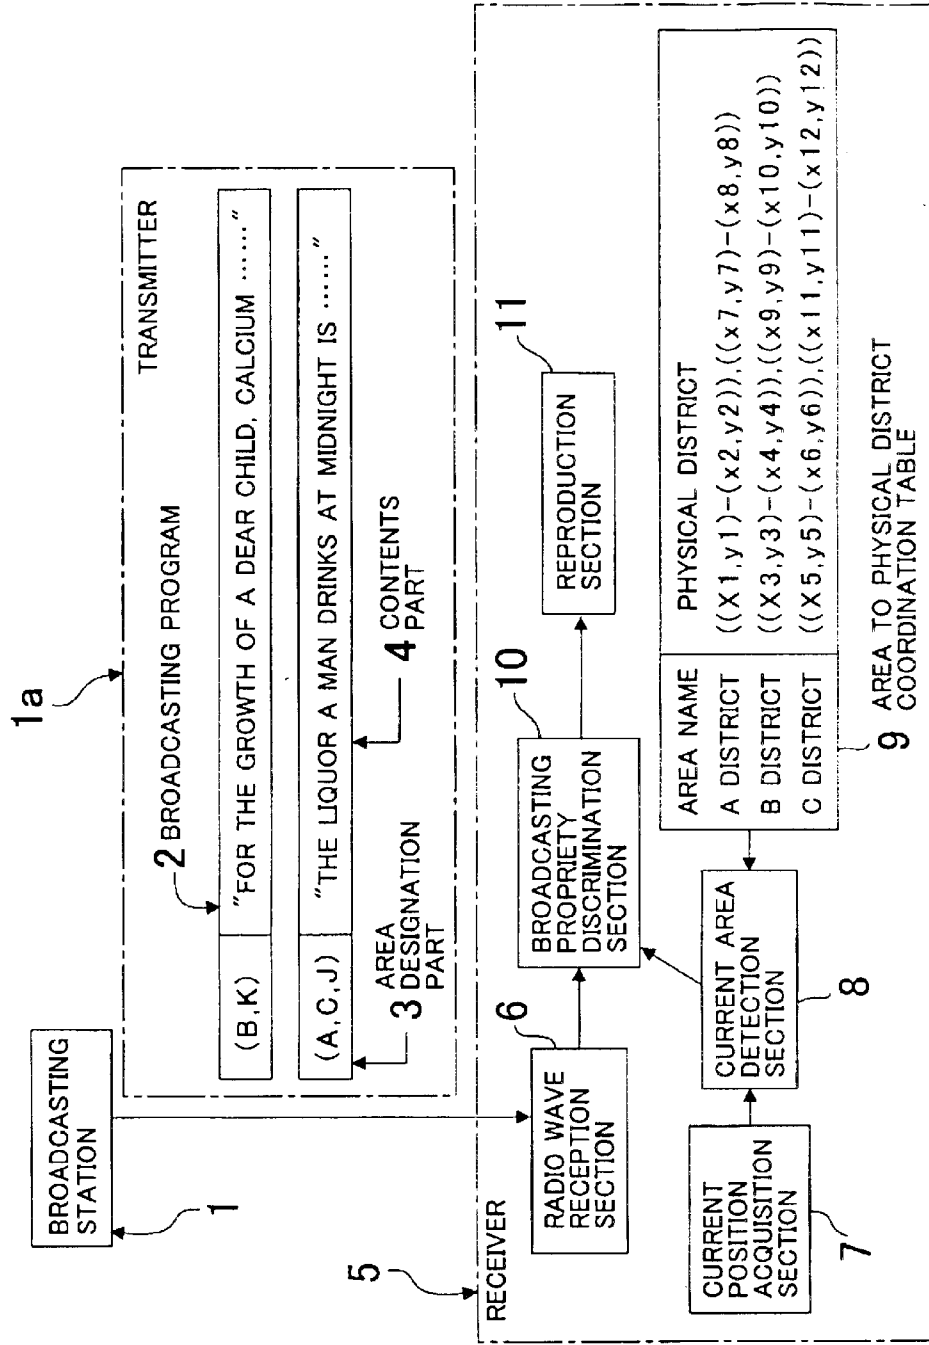 BROADCASTING
STATION
1
1a
TRANSMITTER
2 BROADCASTING PROGRAM
(B,K)
"FOR THE GROWTH OF A DEAR CHILD, CALCIUM ......"
(A,C,J)
"THE LIQUOR A MAN DRINKS AT MIDNIGHT IS ......"
3 AREA
DESIGNATION
PART
4 CONTENTS
PART
5
RECEIVER
6
RADIO WAVE
RECEPTION
SECTION
10
BROADCASTING
PROPRIETY
DISCRIMINATION
SECTION
11
REPRODUCTION
SECTION
CURRENT
POSITION
ACQUISITION
SECTION
7
CURRENT AREA
DETECTION
SECTION
8
AREA NAME
PHYSICAL DISTRICT
A DISTRICT
((X1,y1)-(x2,y2)),((x7,y7)-(x8,y8))
B DISTRICT
((X3,y3)-(x4,y4)),((x9,y9)-(x10,y10))
C DISTRICT
((X5,y5)-(x6,y6)),((x11,y11)-(x12,y12))
9 AREA TO PHYSICAL DISTRICT
COORDINATION TABLE